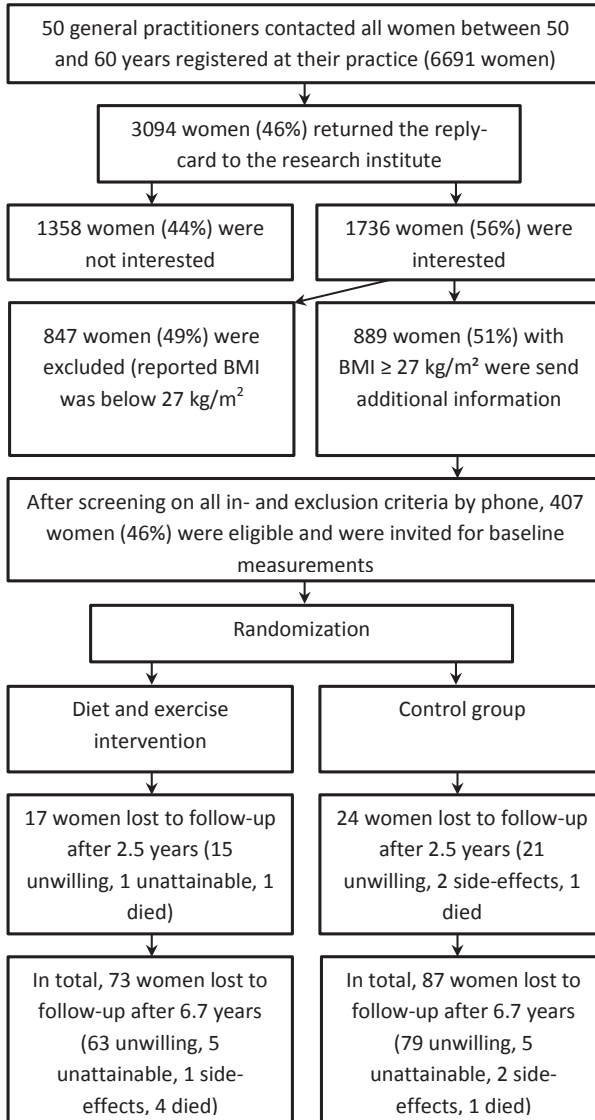 50 general practitioners contacted all women between 50
and 60 years registered at their practice (6691 women)
3094 women (46%) returned the reply-
card to the research institute
1358 women (44%) were
not interested
1736 women (56%) were
interested
847 women (49%) were
excluded (reported BMI
was below 27 kg/m²
889 women (51%) with
BMI ≥ 27 kg/m² were send
additional information
After screening on all in- and exclusion criteria by phone, 407
women (46%) were eligible and were invited for baseline
measurements
Randomization
Diet and exercise
intervention
Control group
17 women lost to follow-up
after 2.5 years (15
unwilling, 1 unattainable, 1
died)
24 women lost to follow-up
after 2.5 years (21
unwilling, 2 side-effects, 1
died
In total, 73 women lost to
follow-up after 6.7 years
(63 unwilling, 5
unattainable, 1 side-
effects, 4 died)
In total, 87 women lost to
follow-up after 6.7 years
(79 unwilling, 5
unattainable, 2 side-
effects, 1 died)